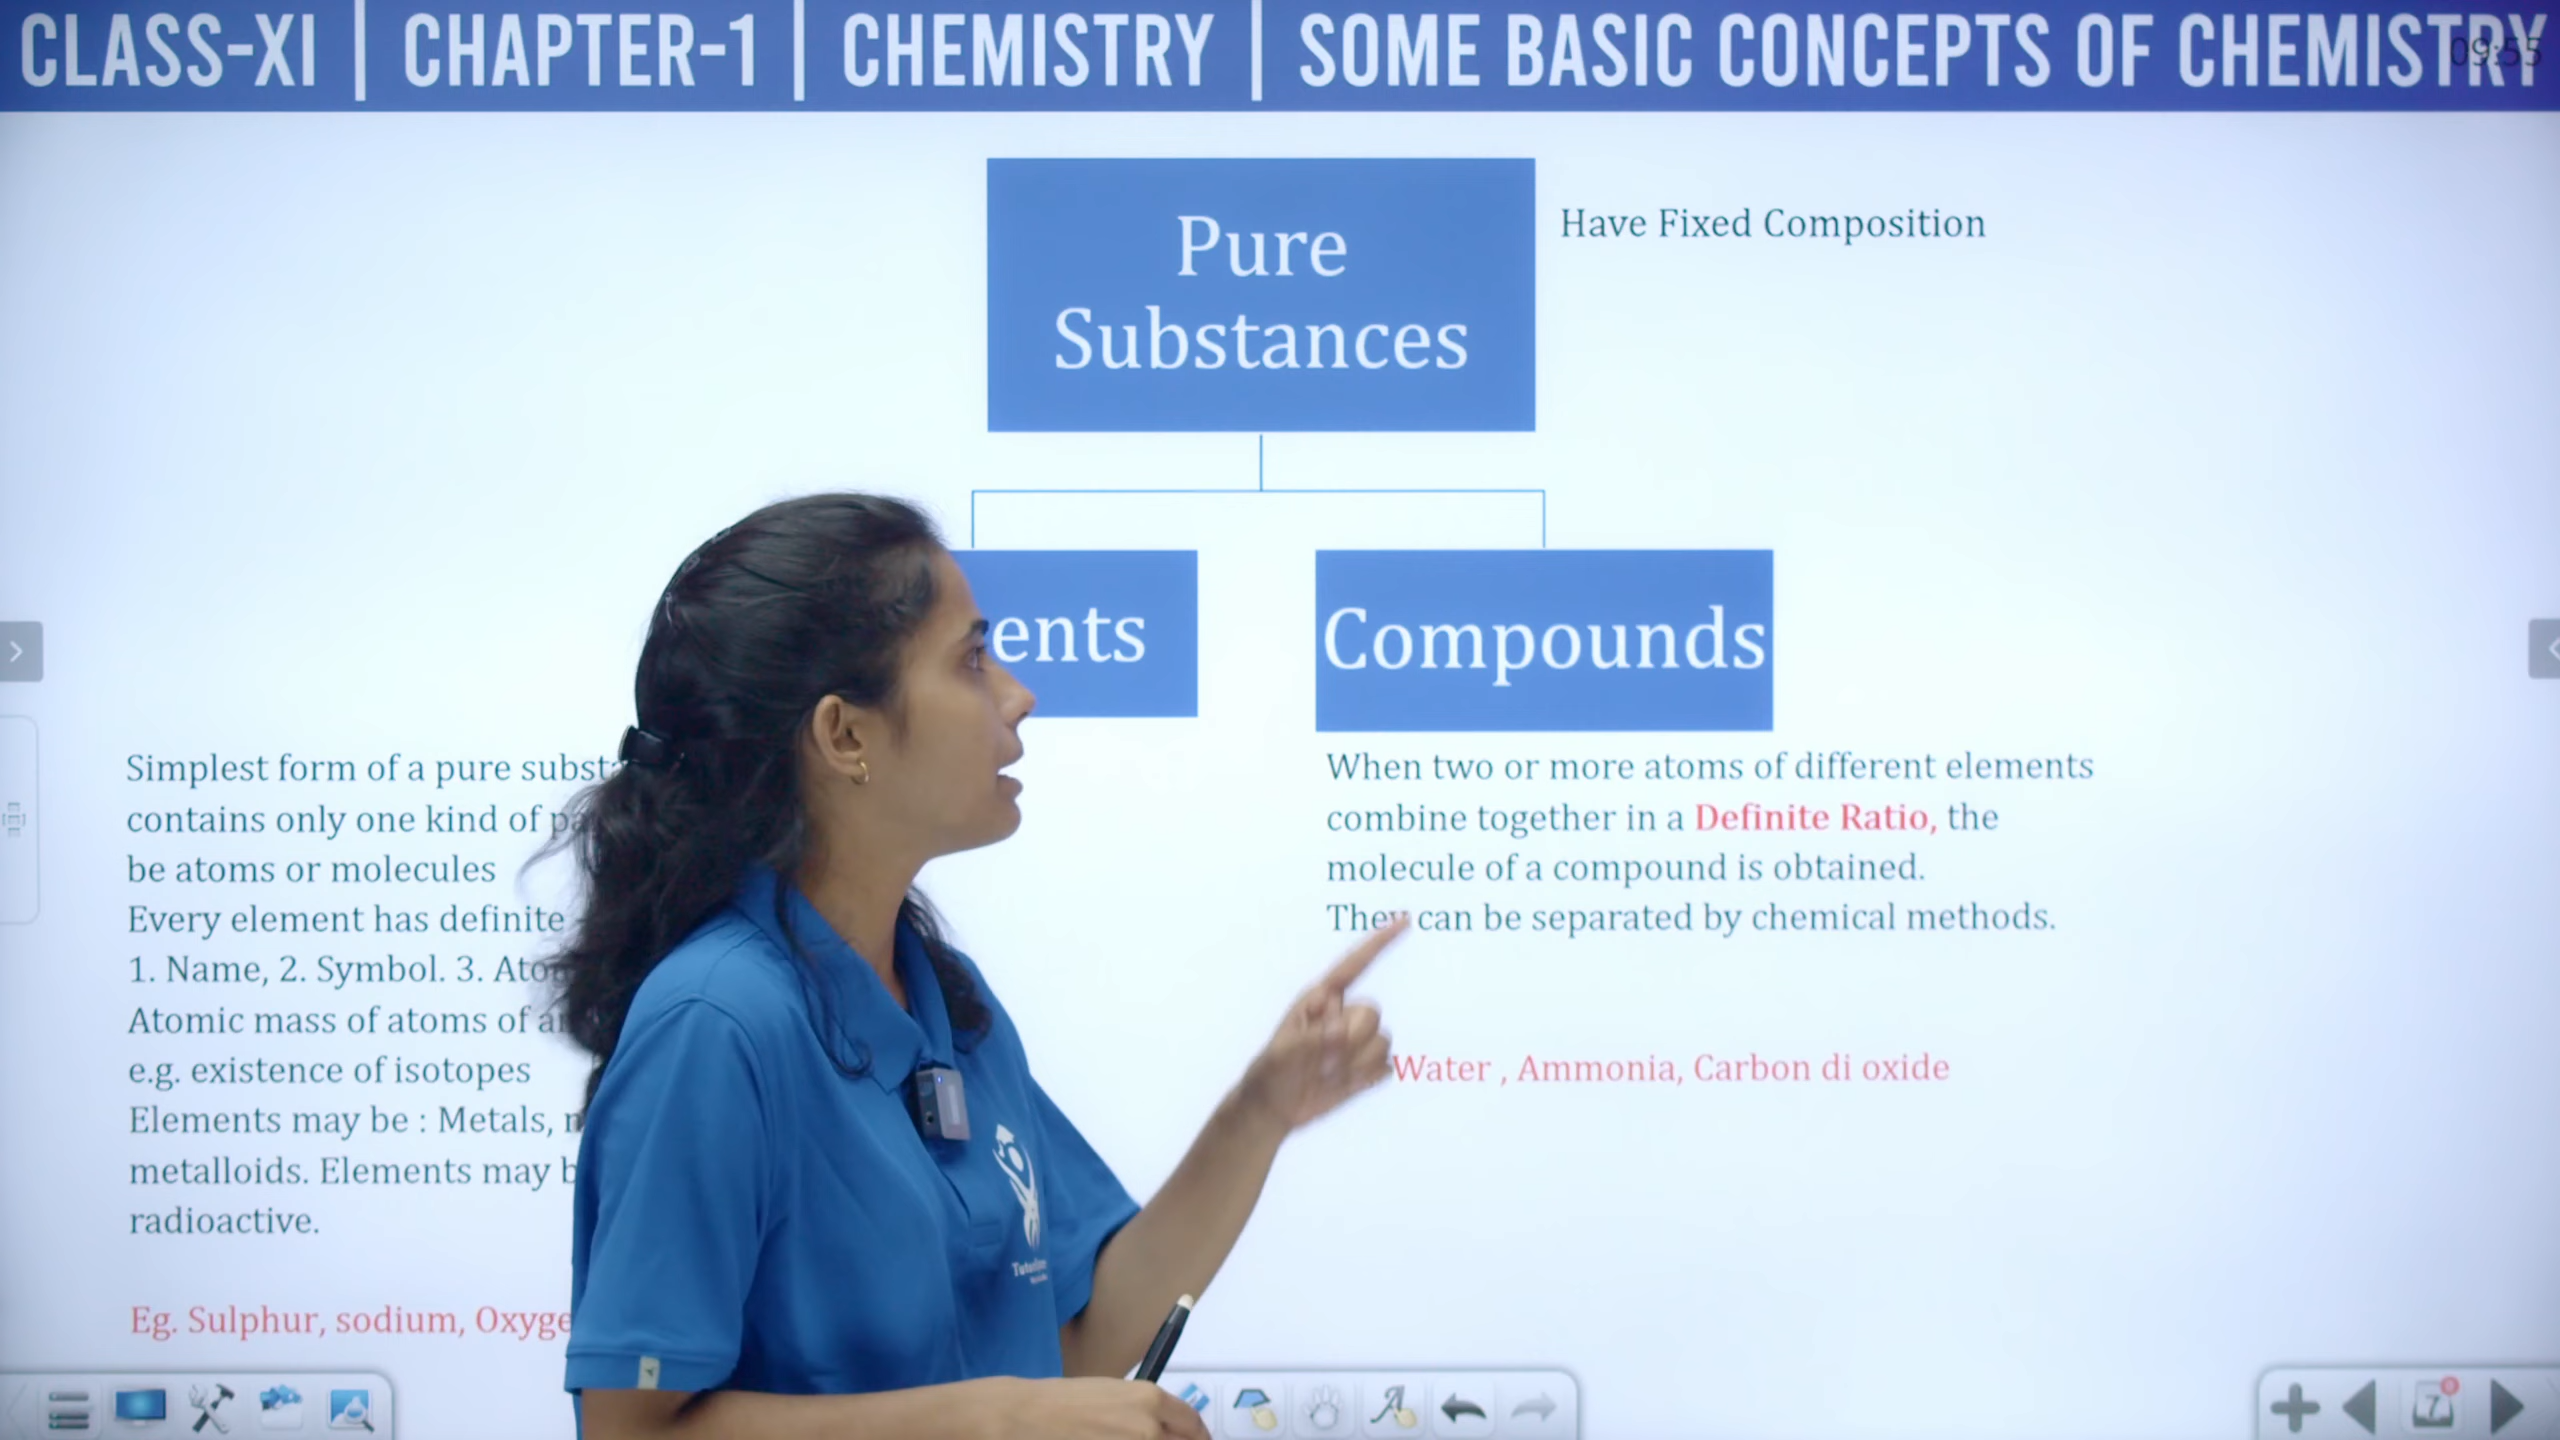 CLASS-XI | CHAPTER-1 | CHEMISTRY | SOME BASIC CONCEPTS OF CHEMISTRY
09:55
Pure
Substances
Have Fixed Composition
ents
Compounds
Simplest form of a pure subst
contains only one kind of
be atoms or molecules
Every element has definite
1. Name, 2. Symbol. 3. Ato
Atomic mass of atoms of
e.g. existence of isotopes
Elements may be : Metals,
metalloids. Elements may b
radioactive.
Eg. Sulphur, sodium, Oxyge
When two or more atoms of different elements
combine together in a Definite Ratio, the
molecule of a compound is obtained.
They can be separated by chemical methods.
Water , Ammonia, Carbon di oxide
7